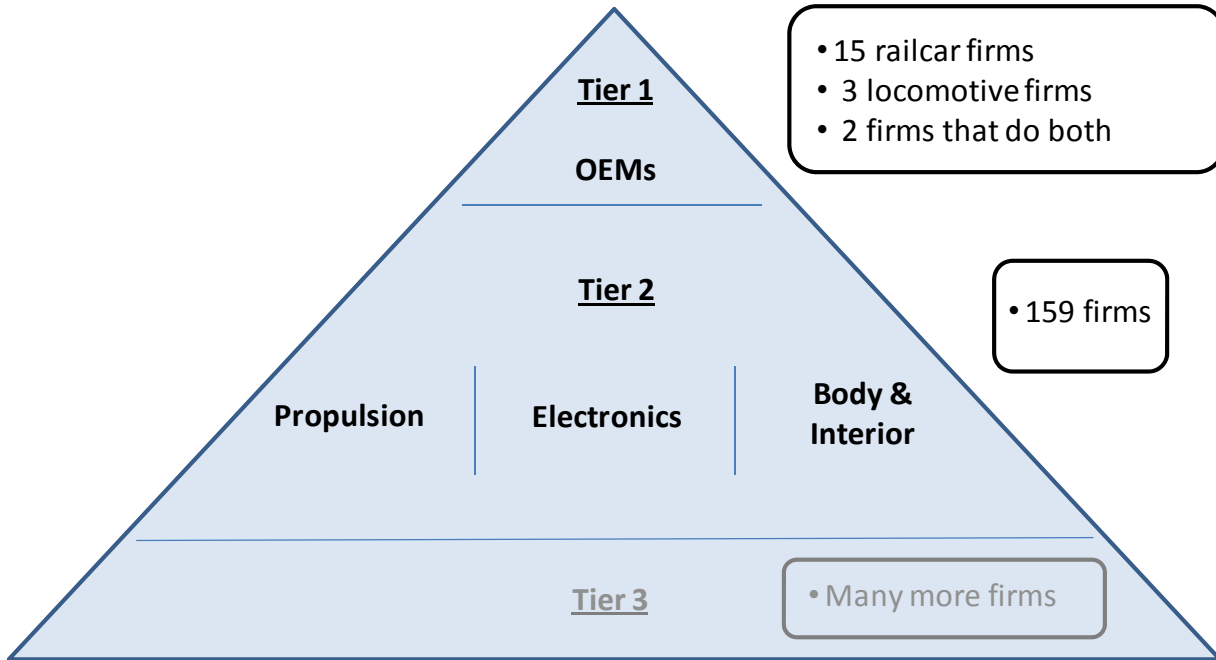 Tier 1
OEMs
• 15 railcar firms
• 3 locomotive firms
• 2 firms that do both
Tier 2
• 159 firms
Propulsion
Electronics
Body &
Interior
Tier 3
• Many more firms